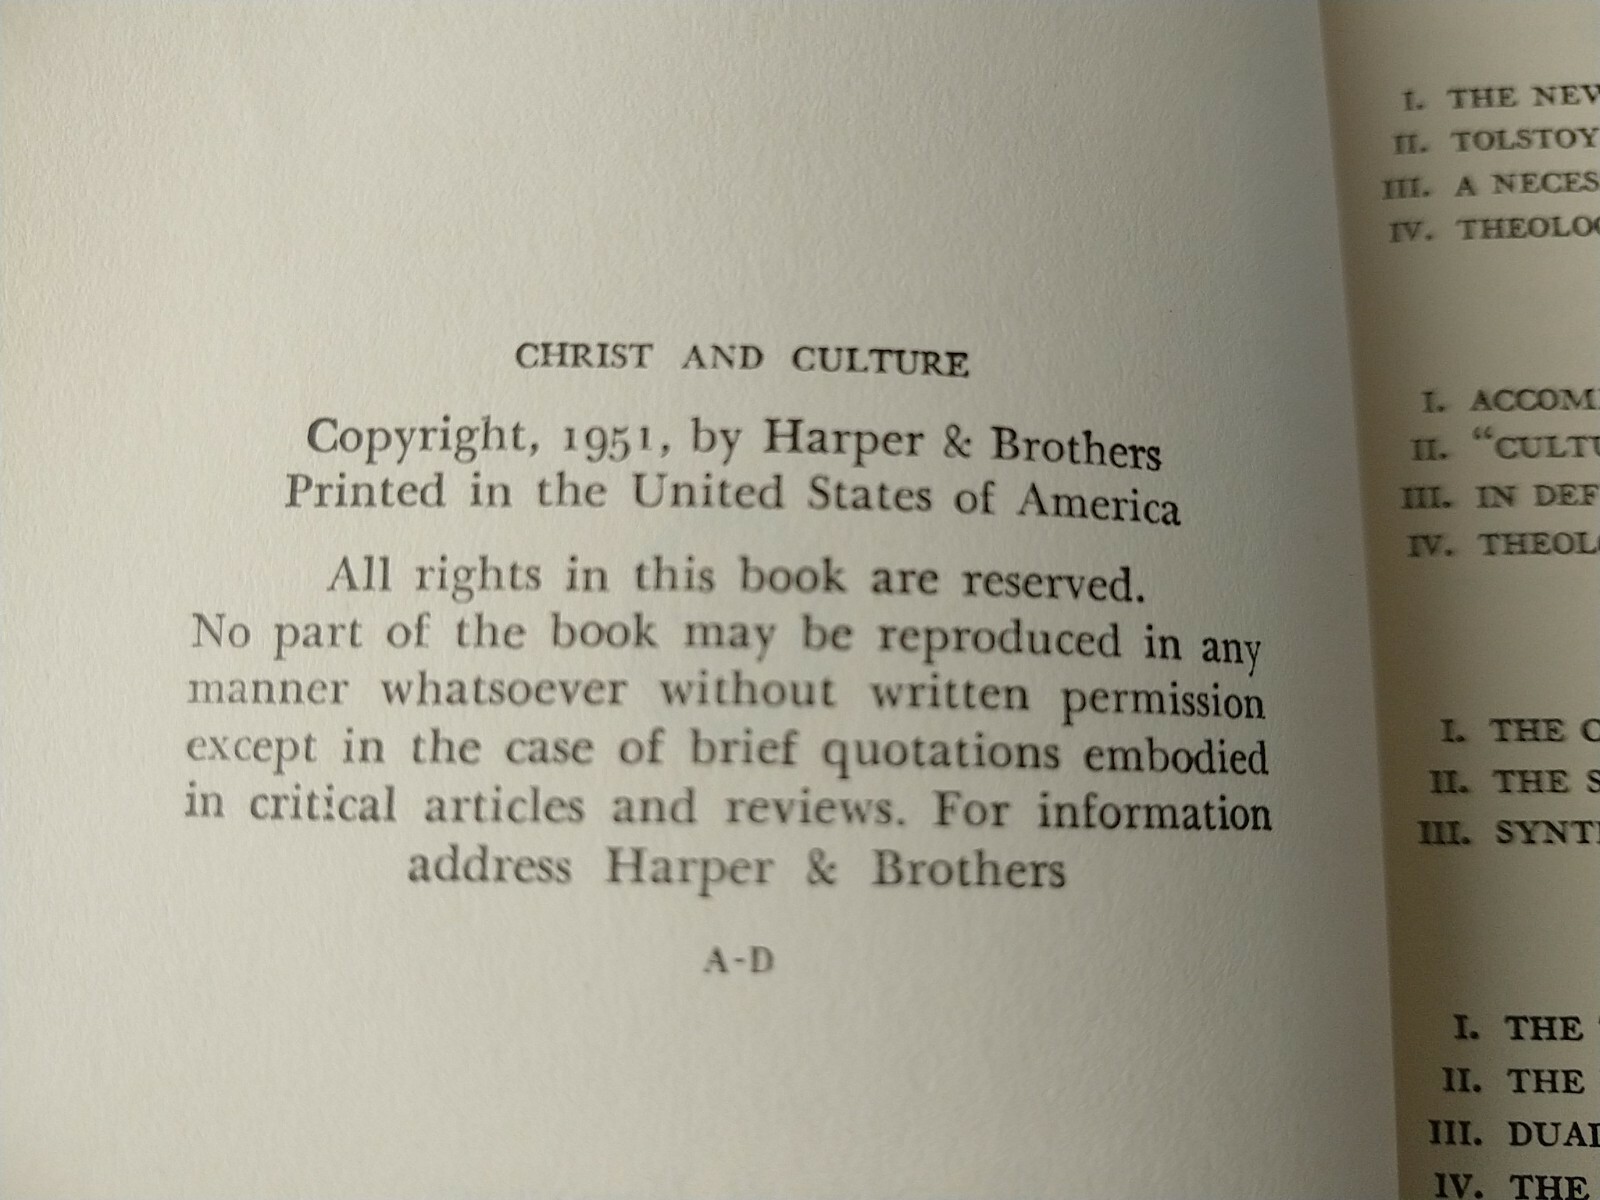 CHRIST AND CULTURE
Copyright, 1951, by Harper & Brothers
Printed in the United States of America
All rights in this book are reserved.
No part of the book may be reproduced in any
manner whatsoever without written permission
except in the case of brief quotations embodied
in critical articles and reviews. For information
address Harper & Brothers
A-D
I. THE
II. TOLSTOY
III. A
IV.
I.
II.
III. IN
IV.
I. THE
II. THE
III.
I. THE
II. THE
III.
IV. THE